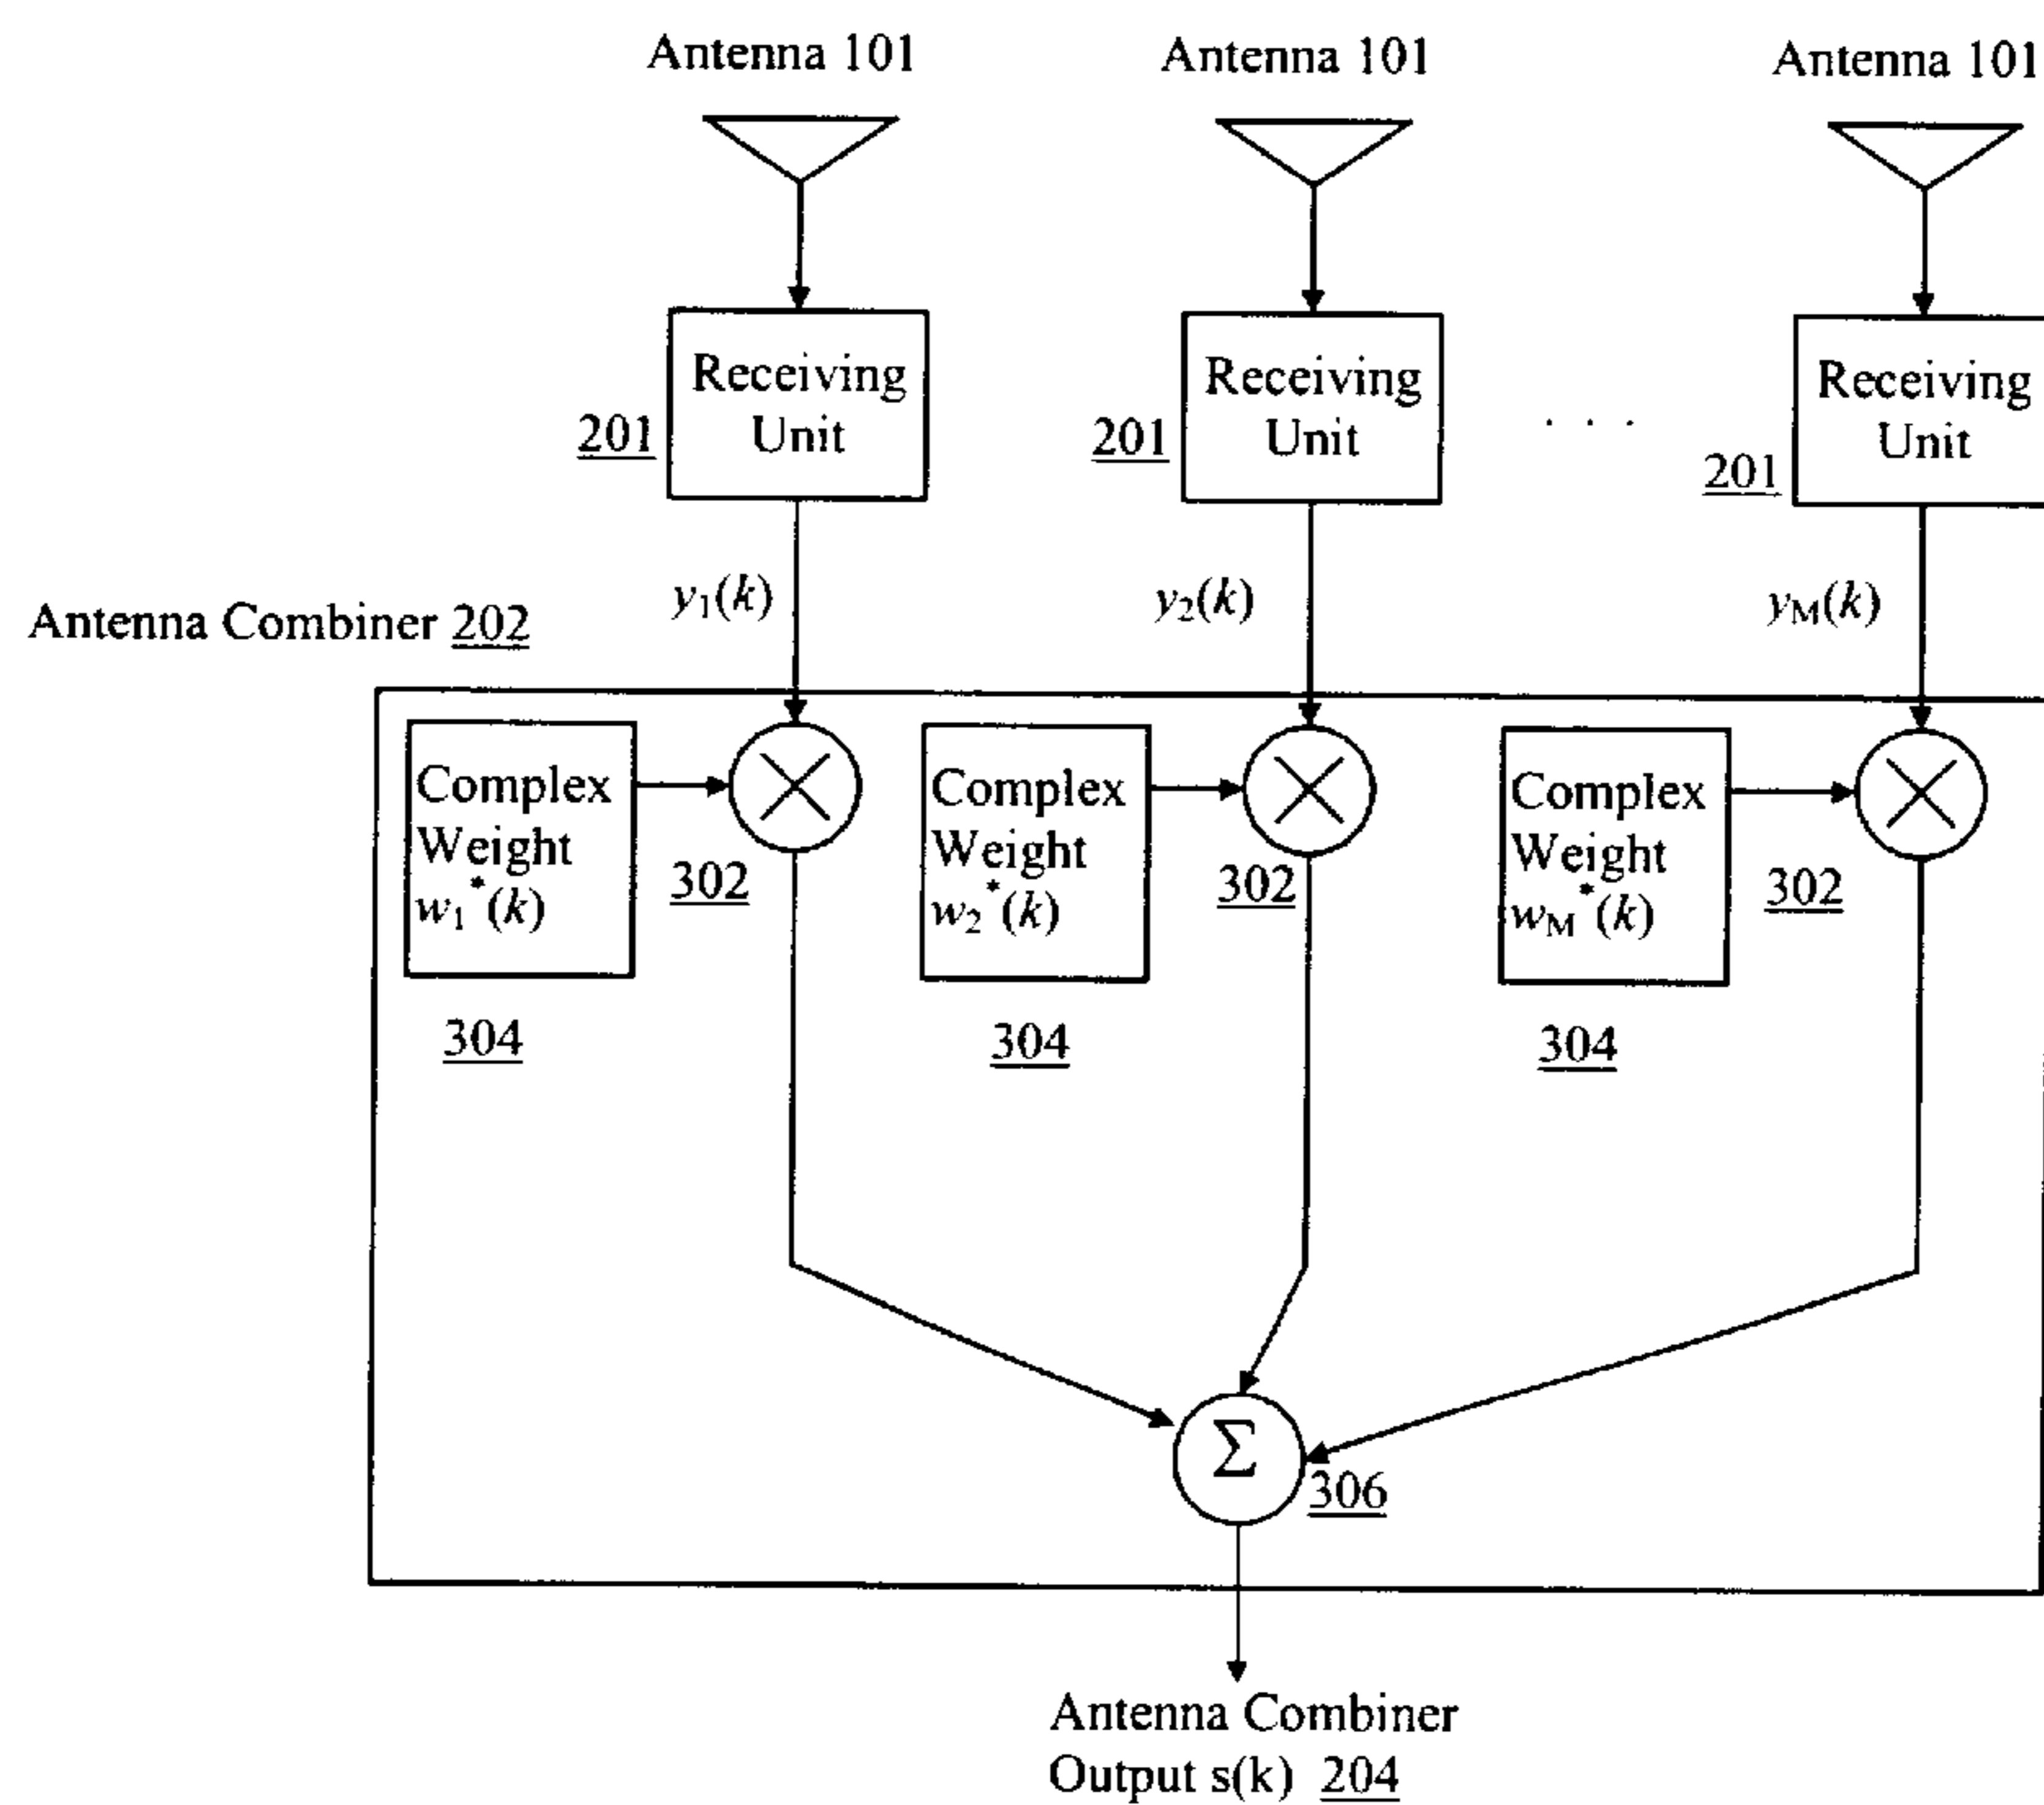 Antenna 101
Antenna 101
Antenna 101
Receiving
Unit
201
Receiving
Unit
201
. . .
Receiving
Unit
201
y1(k)
y2(k)
yM(k)
Antenna Combiner 202
Complex
Weight
w1*(k)
302
304
Complex
Weight
w2*(k)
302
304
Complex
Weight
wM*(k)
302
304
Σ
306
Antenna Combiner
Output s(k) 204